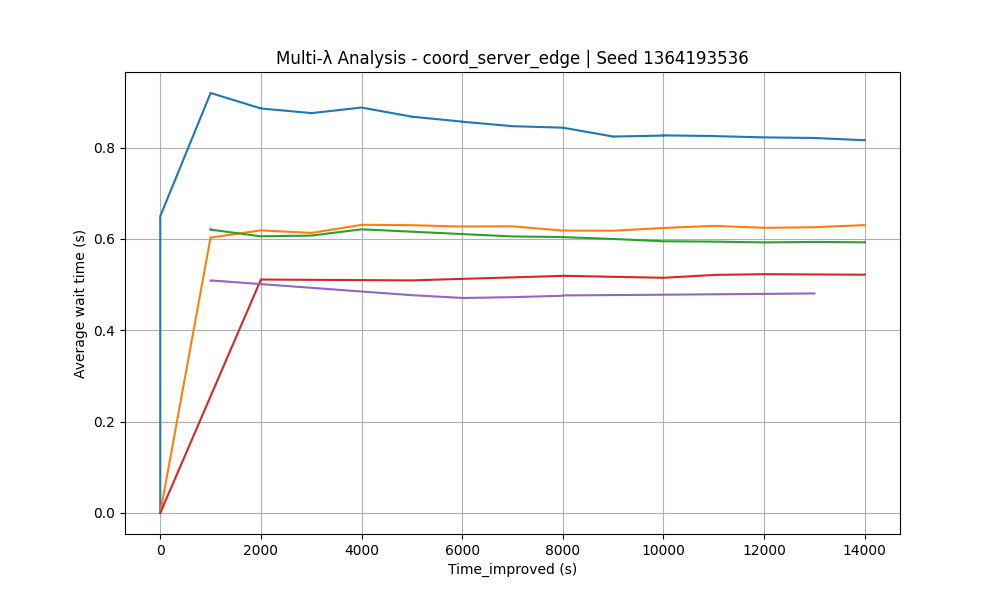 Multi-λ Analysis - coord_server_edge | Seed 1364193536
Average wait time (s)
0.8
0.6
0.4
0.2
0.0
0 2000 4000 6000 8000 10000 12000 14000
Time_improved (s)